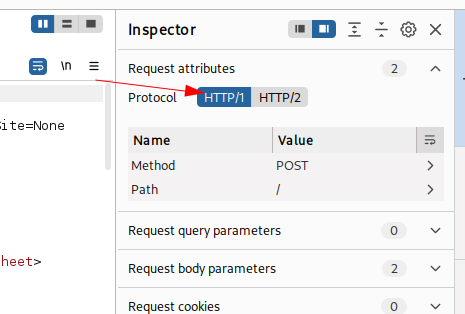 Inspector
\n
Request attributes 2
Protocol HTTP/1 HTTP/2
Site=None
Name Value
Method POST
Path /
Request query parameters 0
heet>
Request body parameters 2
Request cookies 0